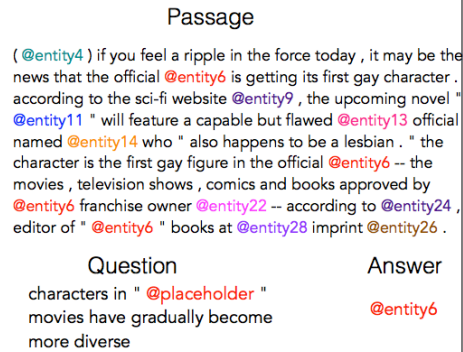 Passage
( @entity4 ) if you feel a ripple in the force today , it may be the
news that the official @entity6 is getting its first gay character .
according to the sci-fi website @entity9 , the upcoming novel "
@entity11 " will feature a capable but flawed @entity13 official
named @entity14 who " also happens to be a lesbian . " the
character is the first gay figure in the official @entity6 -- the
movies , television shows , comics and books approved by
@entity6 franchise owner @entity22 -- according to @entity24 ,
editor of " @entity6 " books at @entity28 imprint @entity26 .
Question
characters in " @placeholder "
movies have gradually become
more diverse
Answer
@entity6